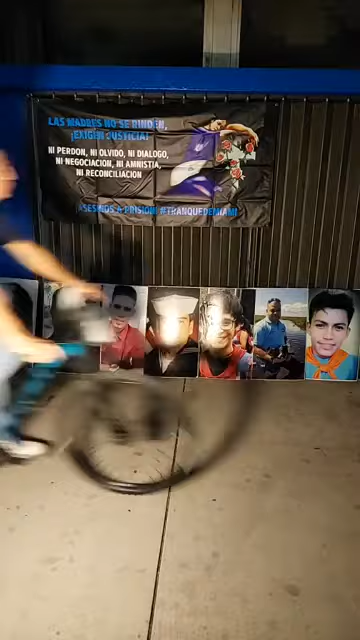 LAS MADRES NO SE RINDEN,
¡EXIGEN JUSTICIA!
NI PERDON, NI OLVIDO, NI DIALOGO,
NI NEGOCIACION, NI AMNISTIA,
NI RECONCILIACION
ASESINOS A PRISION! #TRANQUEDEMIAMI